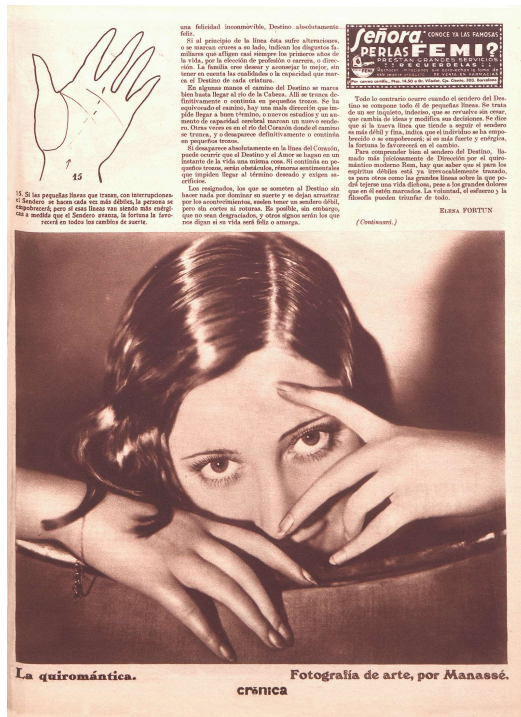 15
15. Si las pequeñas líneas que trazan, con interrupciones
el Sendero se hacen cada vez más débiles, la persona se
empobrecerá; pero si esas líneas van siendo más enérgi-
cas a medida que el Sendero avanza, la fortuna la favo-
recerá en todos los cambios de suerte.
una felicidad inconmovible, Destino absolutamente
feliz.
Si al principio de la línea ésta sufre alteraciones,
o se marcan cruces a su lado, indican los disgustos fa-
miliares que afligen casi siempre los primeros años de
la vida, por la elección de profesión o carrera, o direc-
ción. La familia cree desear y aconsejar lo mejor, sin
tener en cuenta las cualidades o la capacidad que mar-
ca el Destino de cada criatura.
En algunas manos el camino del Destino se marca
bien hasta llegar al río de la Cabeza. Allí se trunca de-
finitivamente o continúa en pequeños trozos. Se ha
equivocado el camino, hay una mala dirección que im-
pide llegar a buen término, o nuevos estudios y un au-
mento de capacidad cerebral marcan un nuevo sende-
ro. Otras veces es en el río del Corazón donde el camino
se trunca, y desaparece definitivamente o continúa
en pequeños trozos.
Si desaparece absolutamente en la línea del Corazón,
puede ocurrir que el Destino y el Amor se hagan en un
instante de la vida una misma cosa. Si continúa en pe-
queños trozos, serán obstáculos, rémoras sentimentales
que impiden llegar al término deseado y exigen sa-
crificios.
Los resignados, los que se someten al Destino sin
hacer nada por dominar su suerte y se dejan arrastrar
por los acontecimientos, suelen tener un sendero débil,
pero sin cortes ni roturas. Es posible, sin embargo,
que no sean desgraciados, y otros signos serán los que
nos digan si su vida será feliz o amarga.
Señora:
CONOCE YA LAS FAMOSAS
PERLAS FEMI?
PRESTAN GRANDES SERVICIOS
RECUERDELAS
SE VENTA EN FARMACIAS
Todo lo contrario ocurre cuando el sendero del Des-
tino se compone todo él de pequeñas líneas. Se trata
de un ser inquieto, indeciso, que se revuelve sin cesar,
que cambia de ideas y modifica sus decisiones. Se dice
que si la nueva línea que tiende a seguir el sendero
es más débil y fina, indica que el individuo se ha empo-
brecido o se empobrecerá; si es más fuerte y enérgica,
la fortuna le favorecerá en el cambio.
Para comprender bien el sendero del Destino, lla-
mado más juiciosamente de Dirección por el quiro-
mántico moderno Rem, hay que saber que si para los
espíritus débiles está ya irrevocablemente trazado,
es para otros como las grandes líneas sobre la que po-
drá tejerse una vida dichosa, pese a los grandes dolores
que en él estén marcados. La voluntad, el esfuerzo y la
filosofía pueden triunfar de todo.
Elena FORTUN
(Continuará.)
La quiromántica.
Fotografía de arte, por Manassé.
crónica